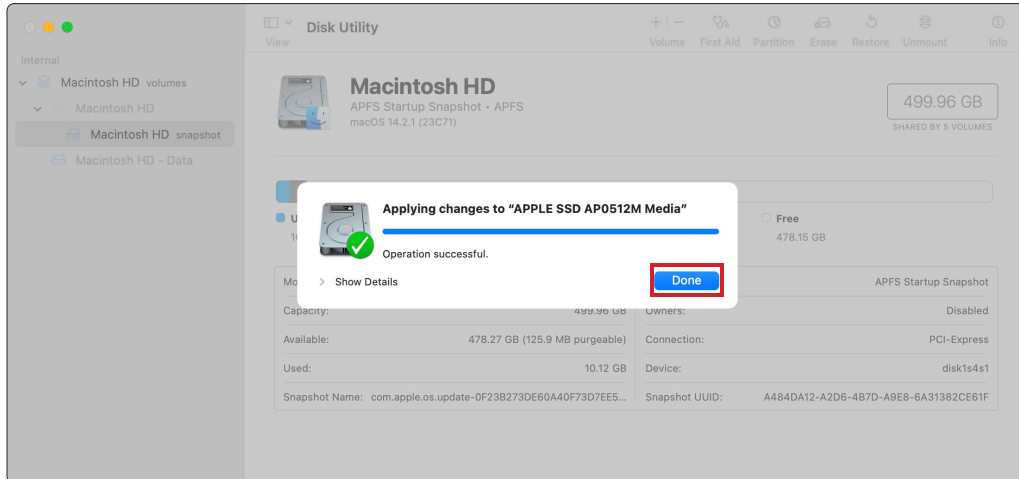 Disk Utility
View
Volume First Aid Partition Erase Restore Unmount Info
Internal
Macintosh HD volumes
Macintosh HD
Macintosh HD snapshot
Macintosh HD - Data
Macintosh HD
APFS Startup Snapshot • APFS
macOS 14.2.1 (23C71)
499.96 GB
SHARED BY 5 VOLUMES
Applying changes to “APPLE SSD AP0512M Media”
Operation successful.
Show Details
Done
Free
478.15 GB
APFS Startup Snapshot
Capacity: 499.96 GB
Owners: Disabled
Available: 478.27 GB (125.9 MB purgeable)
Connection: PCI-Express
Used: 10.12 GB
Device: disk1s4s1
Snapshot Name: com.apple.os.update-0F23B273DE60A40F73D7EE5...
Snapshot UUID: A484DA12-A2D6-4B7D-A9E8-6A31382CE61F